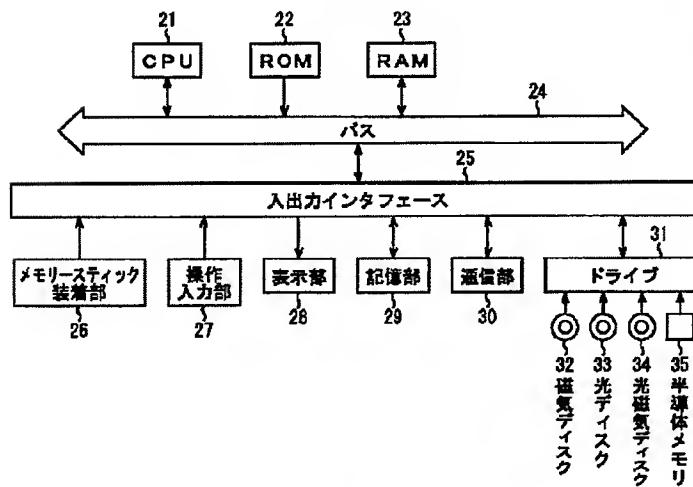 21
22
23
CPU
ROM
RAM
24
バス
25
入出力インタフェース
31
メモリースティック
装着部
操作
入力部
表示部
記憶部
通信部
ドライブ
26
27
28
29
30
32
33
34
35
磁気ディスク
光ディスク
光磁気ディスク
半導体メモリ